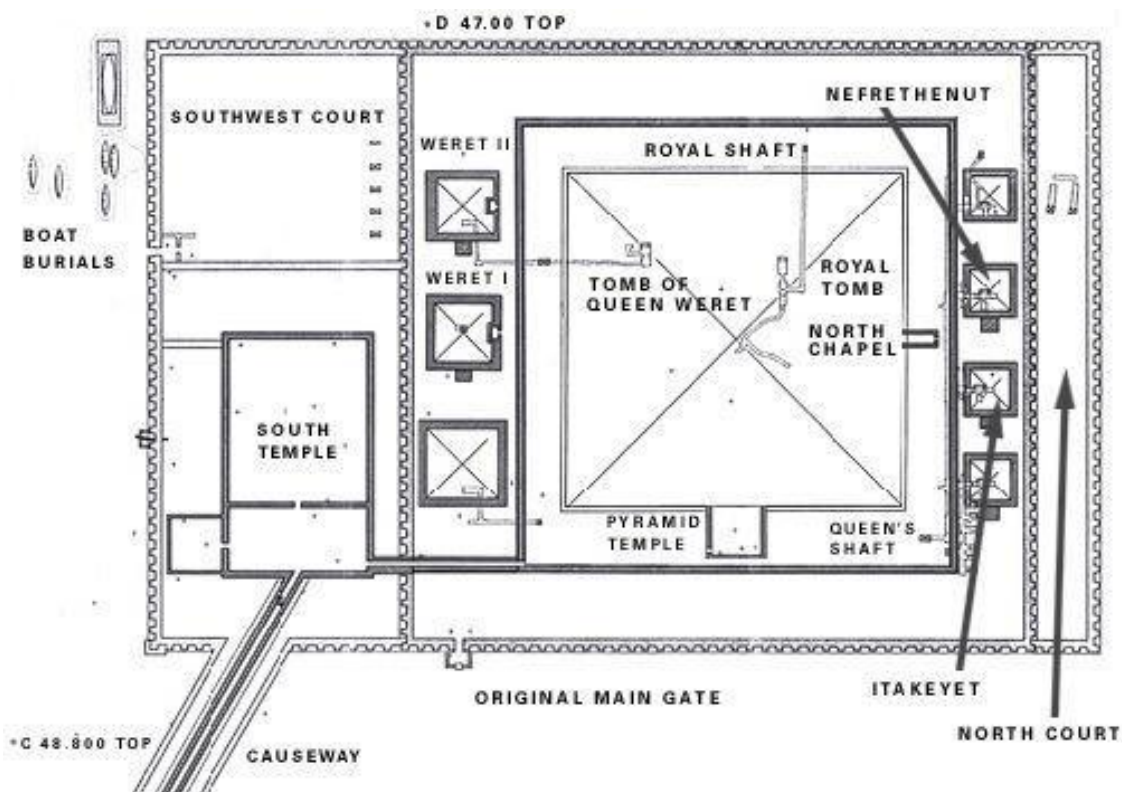 °D 47.00 TOP
NEFRETHENUT
SOUTHWEST COURT
WERET II
ROYAL SHAFT
BOAT
BURIALS
WERET I
TOMB OF
QUEEN WERET
ROYAL
TOMB
NORTH
CHAPEL
SOUTH
TEMPLE
PYRAMID
TEMPLE
QUEEN'S
SHAFT
ITAKEYET
ORIGINAL MAIN GATE
NORTH COURT
°C 48.800 TOP
CAUSEWAY